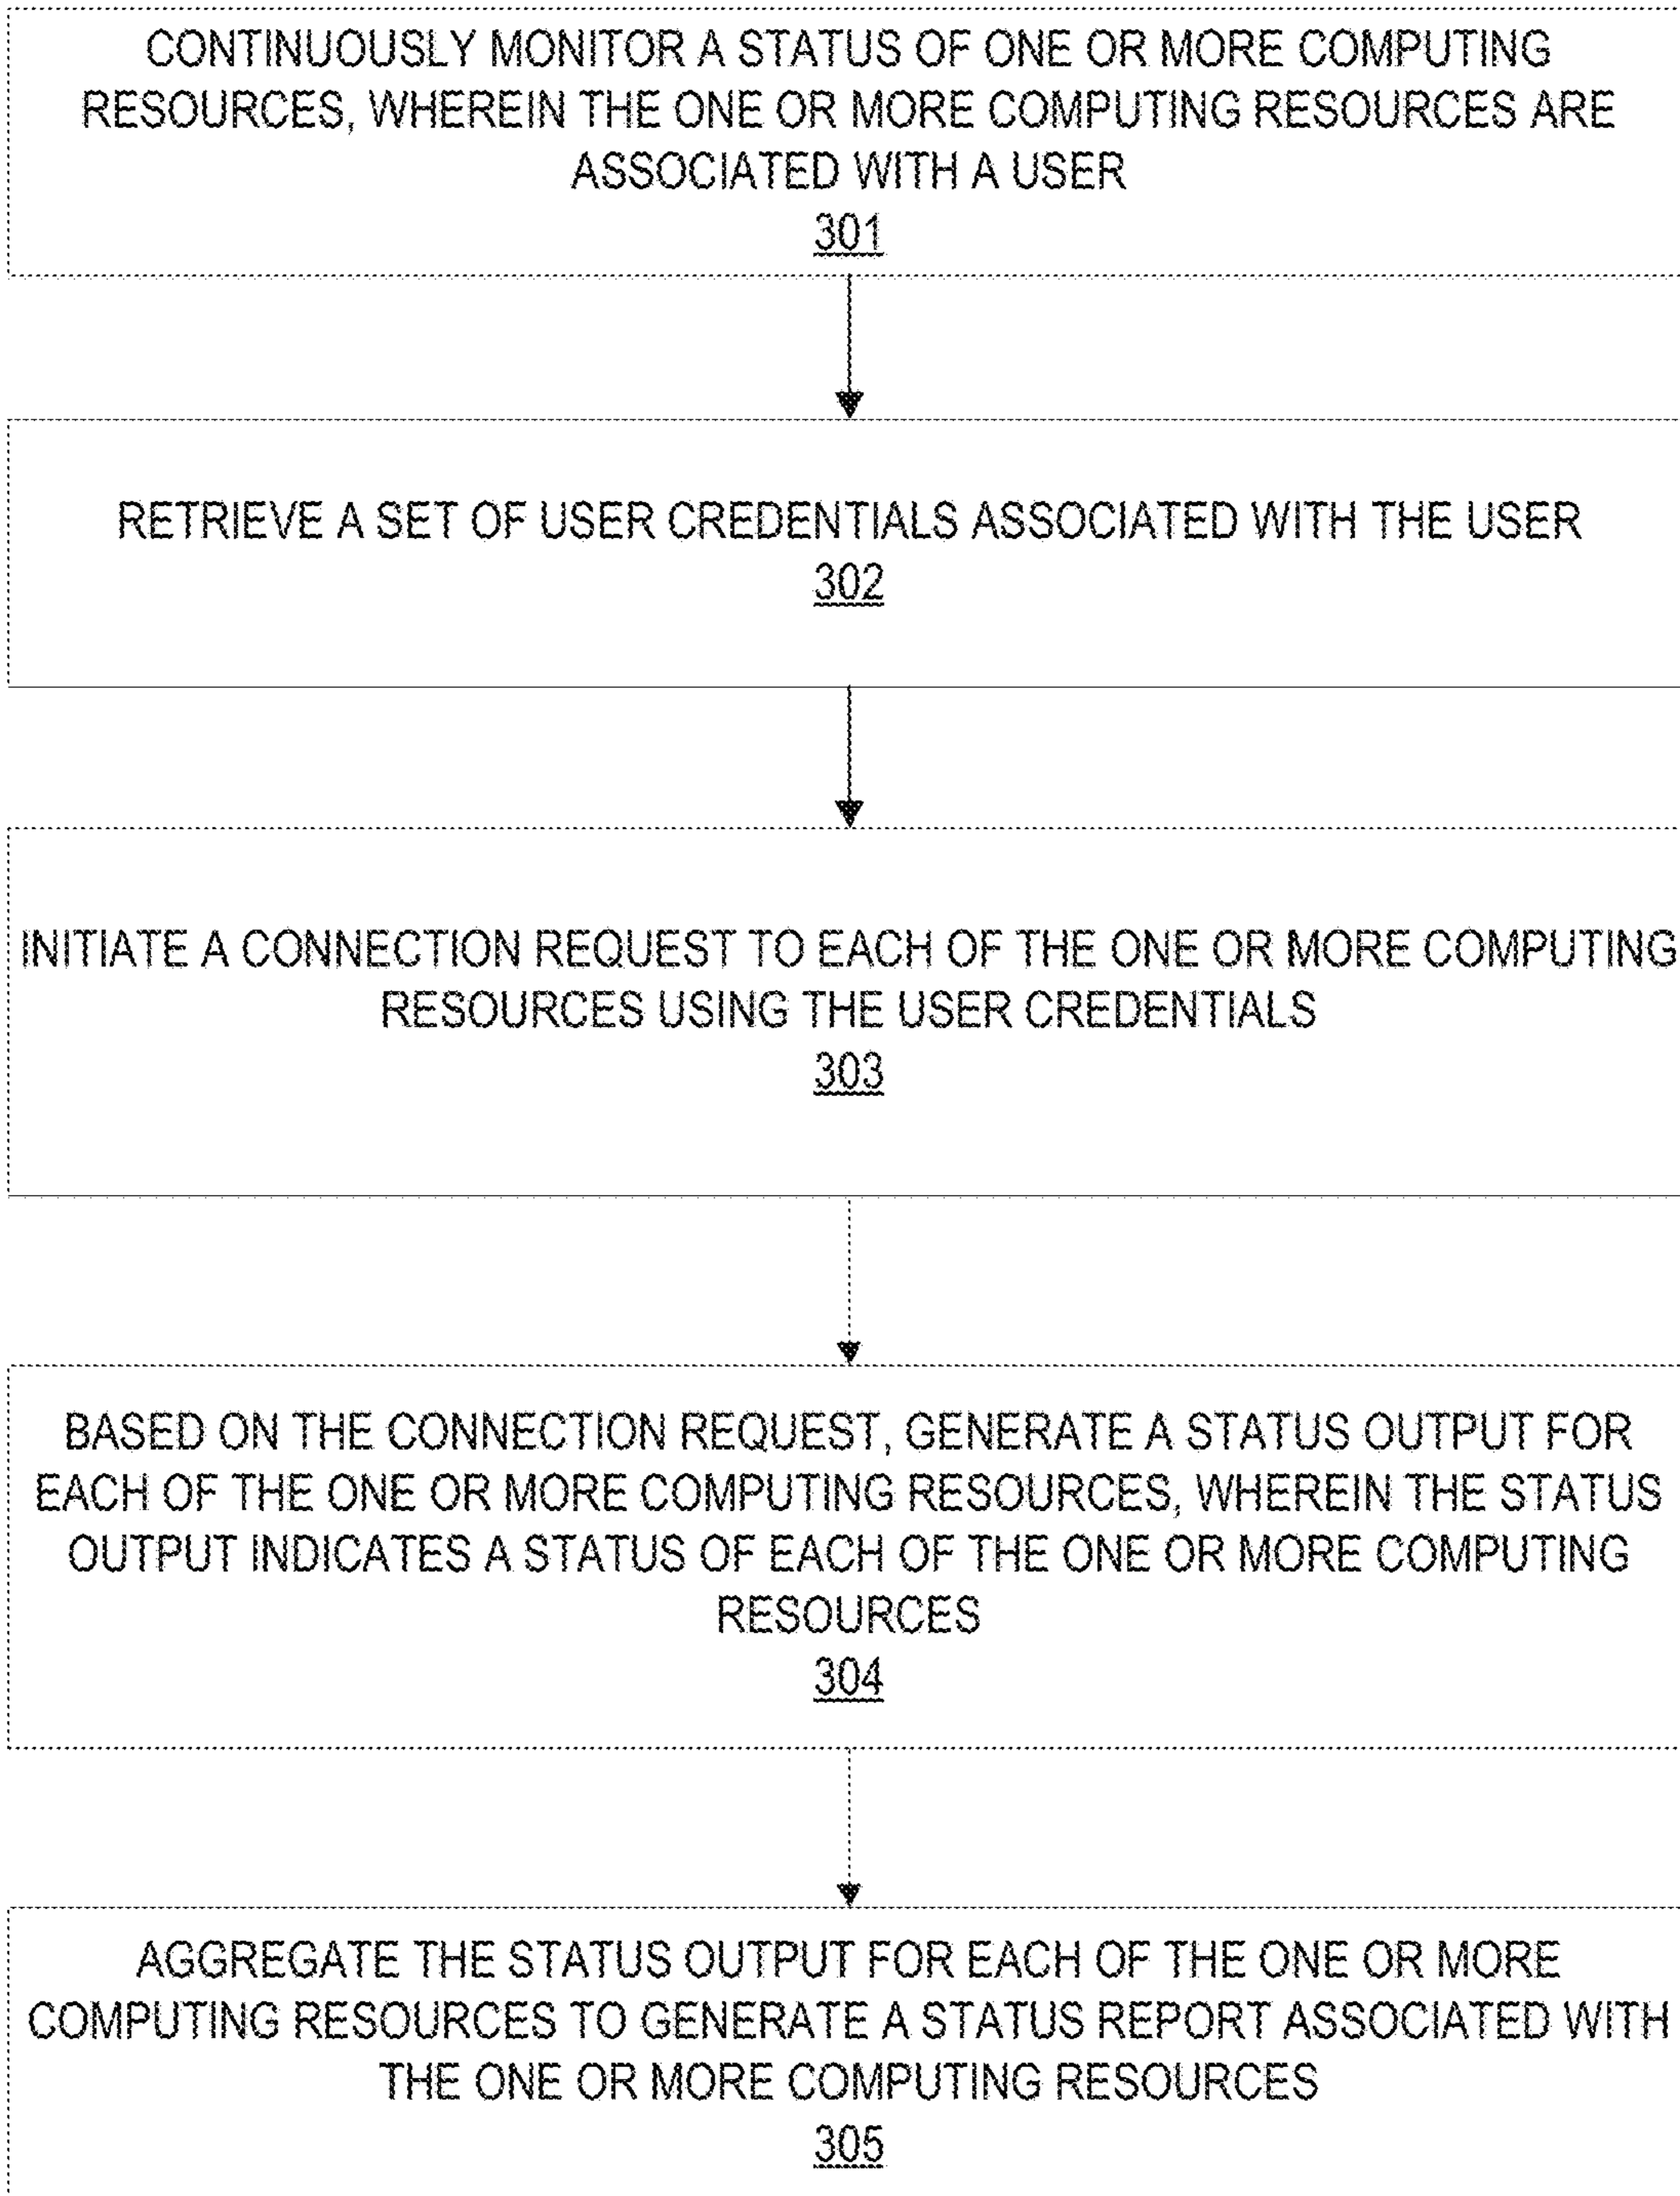 CONTINUOUSLY MONITOR A STATUS OF ONE OR MORE COMPUTING
RESOURCES, WHEREIN THE ONE OR MORE COMPUTING RESOURCES ARE
ASSOCIATED WITH A USER
301
RETRIEVE A SET OF USER CREDENTIALS ASSOCIATED WITH THE USER
302
INITIATE A CONNECTION REQUEST TO EACH OF THE ONE OR MORE COMPUTING
RESOURCES USING THE USER CREDENTIALS
303
BASED ON THE CONNECTION REQUEST, GENERATE A STATUS OUTPUT FOR
EACH OF THE ONE OR MORE COMPUTING RESOURCES, WHEREIN THE STATUS
OUTPUT INDICATES A STATUS OF EACH OF THE ONE OR MORE COMPUTING
RESOURCES
304
AGGREGATE THE STATUS OUTPUT FOR EACH OF THE ONE OR MORE
COMPUTING RESOURCES TO GENERATE A STATUS REPORT ASSOCIATED WITH
THE ONE OR MORE COMPUTING RESOURCES
305